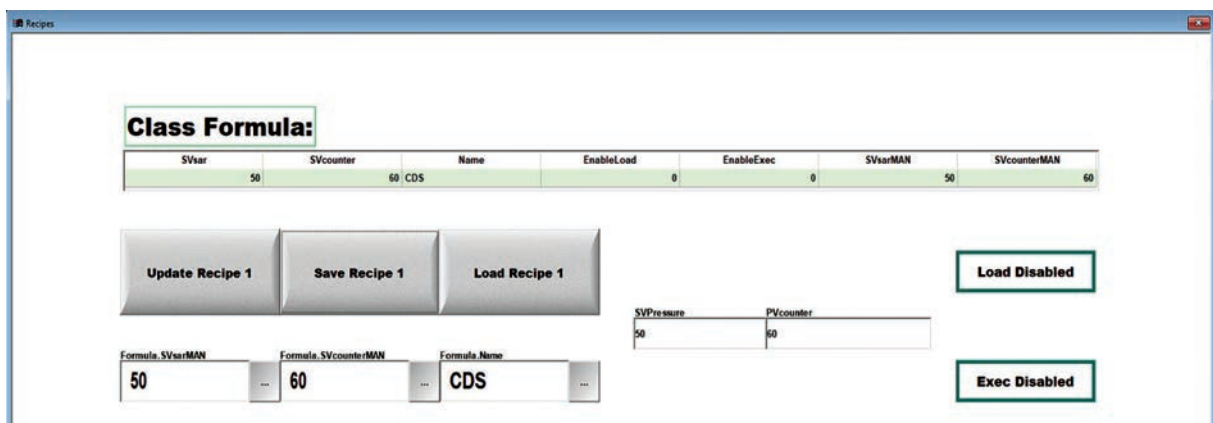 Recipes
Class Formula:
SVsar SVcounter Name EnableLoad EnableExec SVsarMAN SVcounterMAN
50 60 CDS 0 0 50 60
Update Recipe 1 Save Recipe 1 Load Recipe 1 Load Disabled
SVPressure PVcounter
50 60
Formula.SVsarMAN Formula.SVcounterMAN Formula.Name
50 ... 60 ... CDS ... Exec Disabled